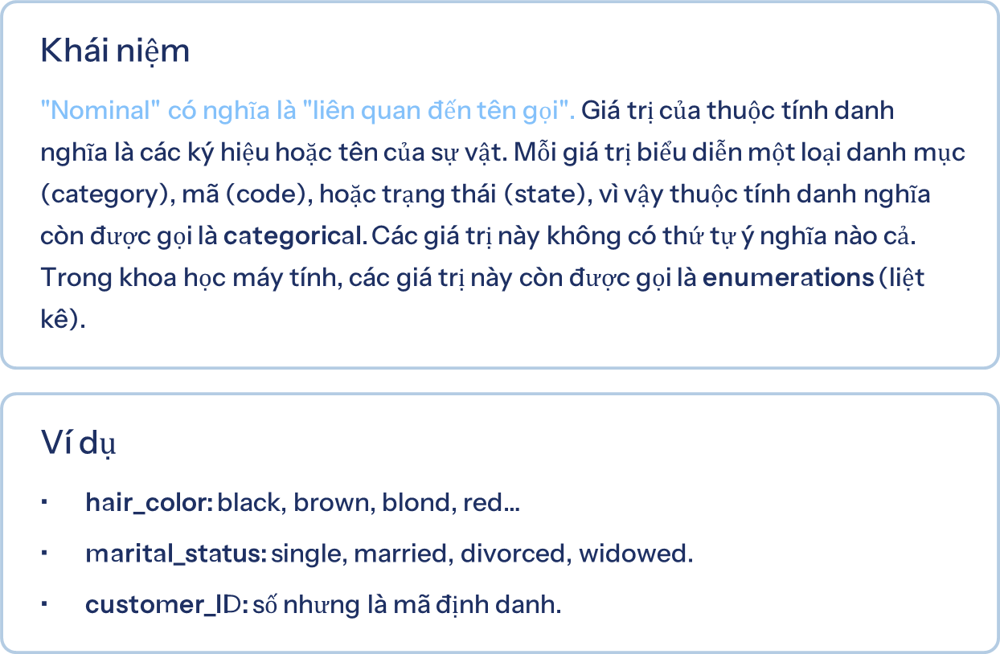 Khái niệm
"Nominal" có nghĩa là "liên quan đến tên gọi". Giá trị của thuộc tính danh
nghĩa là các ký hiệu hoặc tên của sự vật. Mỗi giá trị biểu diễn một loại danh mục
(category), mã (code), hoặc trạng thái (state), vì vậy thuộc tính danh nghĩa
còn được gọi là categorical. Các giá trị này không có thứ tự ý nghĩa nào cả.
Trong khoa học máy tính, các giá trị này còn được gọi là enumerations (liệt
kê).
Ví dụ
▪ hair_color: black, brown, blond, red...
▪ marital_status: single, married, divorced, widowed.
▪ customer_ID: số nhưng là mã định danh.